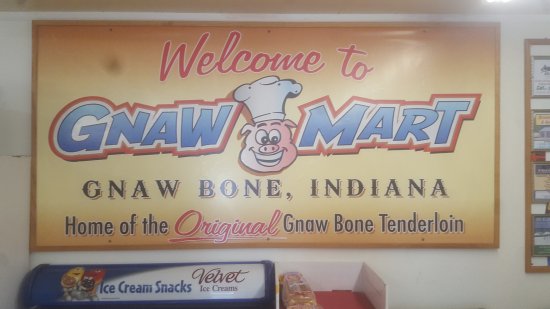 Welcome to
GNAW MART
GNAW BONE, INDIANA
Home of the Original Gnaw Bone Tenderloin
Ice Cream Snacks
Velvet
Ice Creams